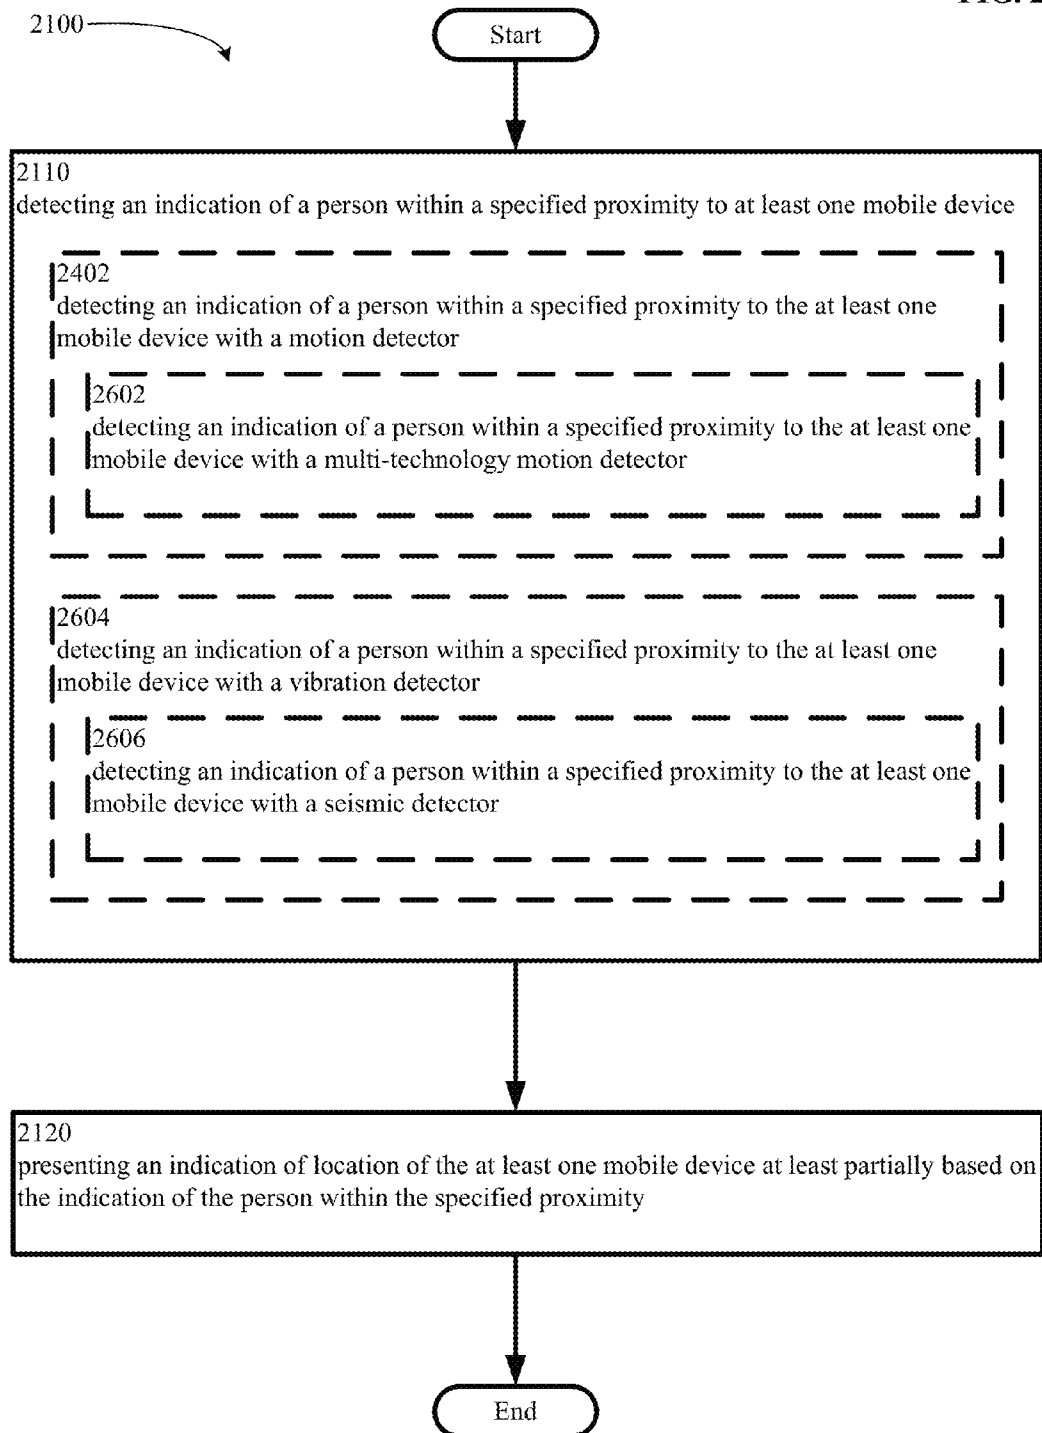 2100
Start
2110
detecting an indication of a person within a specified proximity to at least one mobile device
2402
detecting an indication of a person within a specified proximity to the at least one
mobile device with a motion detector
2602
detecting an indication of a person within a specified proximity to the at least one
mobile device with a multi-technology motion detector
2604
detecting an indication of a person within a specified proximity to the at least one
mobile device with a vibration detector
2606
detecting an indication of a person within a specified proximity to the at least one
mobile device with a seismic detector
2120
presenting an indication of location of the at least one mobile device at least partially based on
the indication of the person within the specified proximity
End